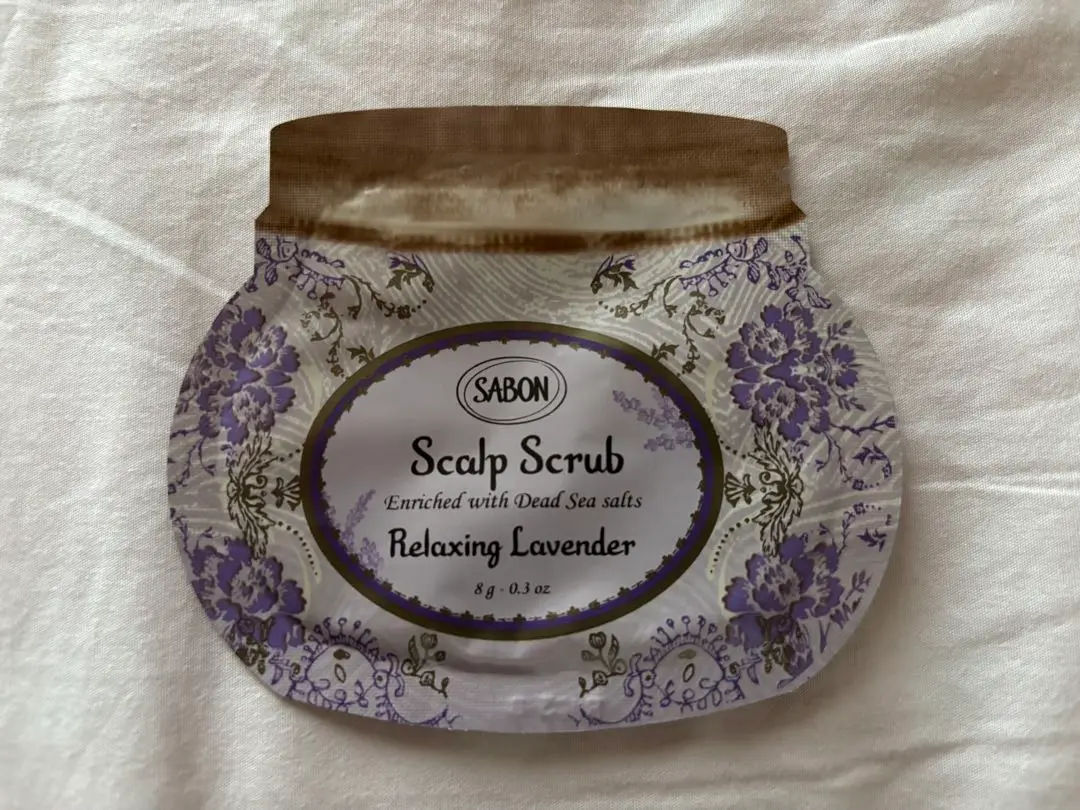 SABON
Scalp Scrub
Enriched with Dead Sea salts
Relaxing Lavender
8 g - 0.3 oz